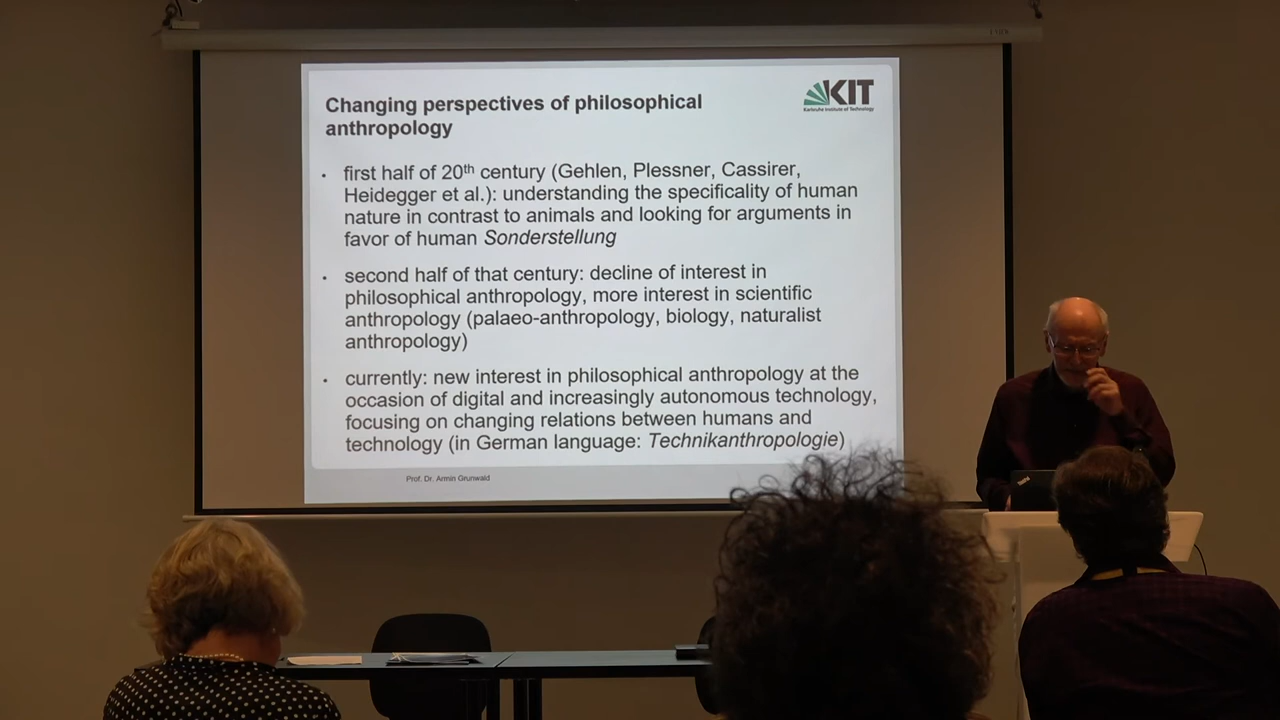 Changing perspectives of philosophical
anthropology
KIT
Karlsruhe Institute of Technology
• first half of 20th century (Gehlen, Plessner, Cassirer,
Heidegger et al.): understanding the specificality of human
nature in contrast to animals and looking for arguments in
favor of human Sonderstellung
• second half of that century: decline of interest in
philosophical anthropology, more interest in scientific
anthropology (palaeo-anthropology, biology, naturalist
anthropology)
• currently: new interest in philosophical anthropology at the
occasion of digital and increasingly autonomous technology,
focusing on changing relations between humans and
technology (in German language: Technikanthropologie)
Prof. Dr. Armin Grunwald